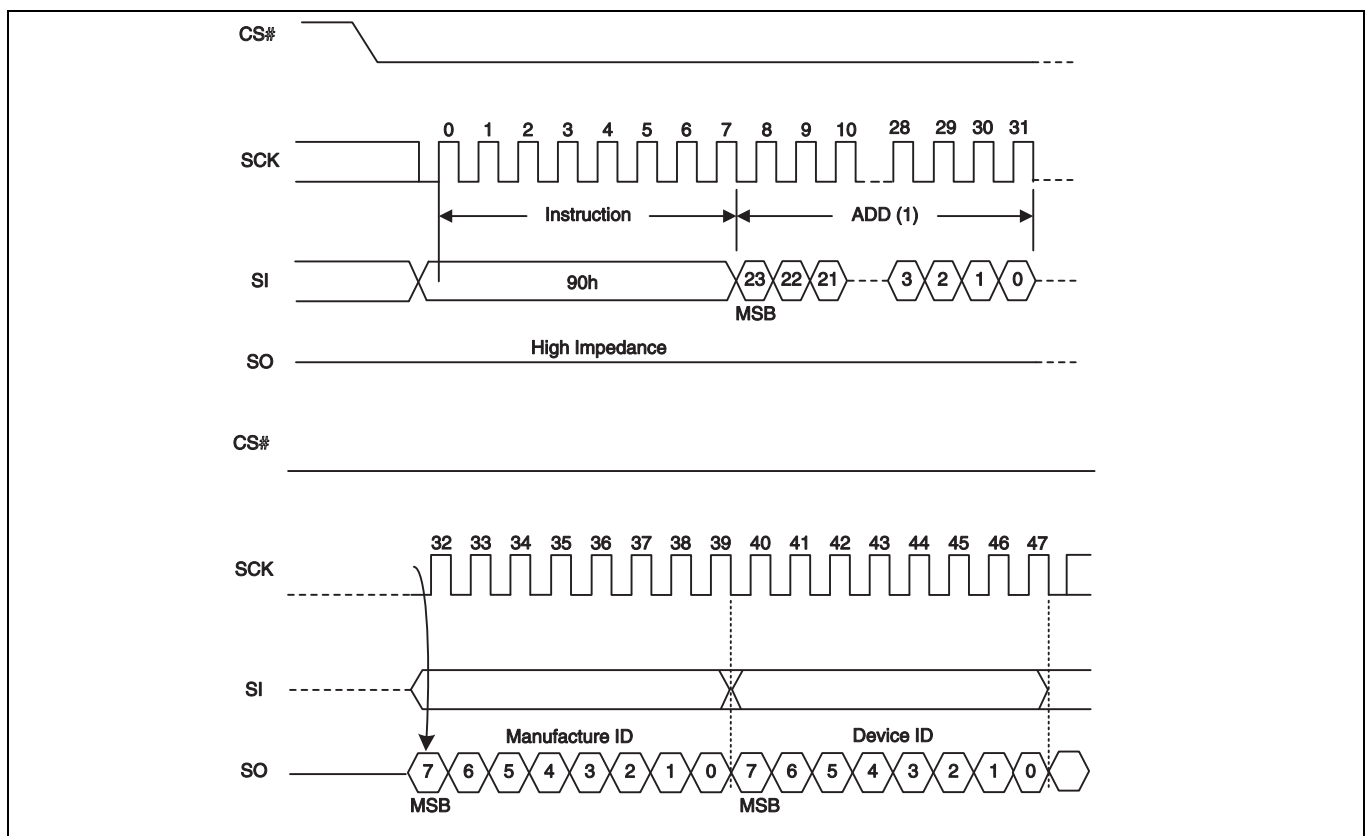 CS#
0 1 2 3 4 5 6 7 8 9 10 28 29 30 31
SCK
Instruction ADD (1)
SI 90h 23 22 21 3 2 1 0
MSB
High Impedance
SO
CS#
32 33 34 35 36 37 38 39 40 41 42 43 44 45 46 47
SCK
SI
Manufacture ID Device ID
SO 7 6 5 4 3 2 1 0 7 6 5 4 3 2 1 0
MSB MSB